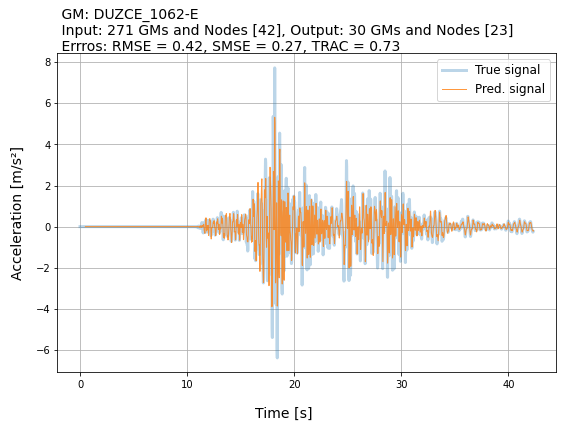 GM: DUZCE_1062-E
Input: 271 GMs and Nodes [42], Output: 30 GMs and Nodes [23]
Errros: RMSE = 0.42, SMSE = 0.27, TRAC = 0.73
True signal
Pred. signal
Acceleration [m/s²]
8
6
4
2
0
−2
−4
−6
0
10
20
30
40
Time [s]